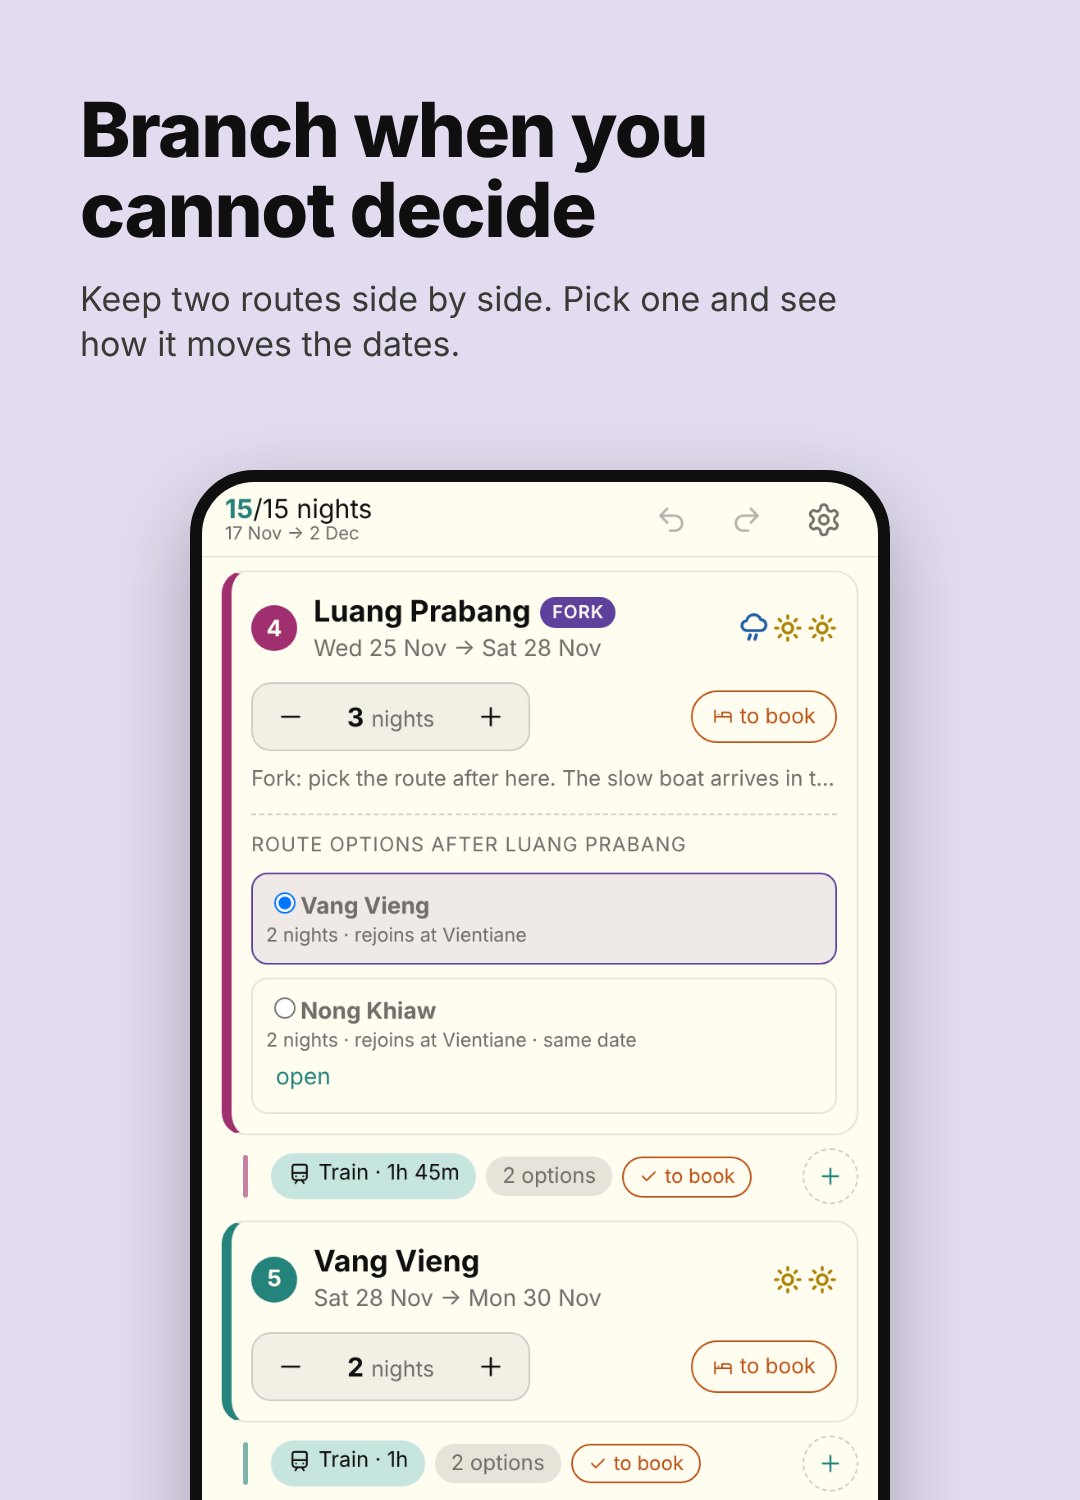 Branch when you
cannot decide
Keep two routes side by side. Pick one and see
how it moves the dates.
15/15 nights
17 Nov → 2 Dec
4
Luang Prabang FORK
Wed 25 Nov → Sat 28 Nov
− 3 nights +
to book
Fork: pick the route after here. The slow boat arrives in t...
ROUTE OPTIONS AFTER LUANG PRABANG
Vang Vieng
2 nights · rejoins at Vientiane
Nong Khiaw
2 nights · rejoins at Vientiane · same date
open
Train · 1h 45m 2 options ✓ to book +
5
Vang Vieng
Sat 28 Nov → Mon 30 Nov
− 2 nights +
to book
Train · 1h 2 options ✓ to book +